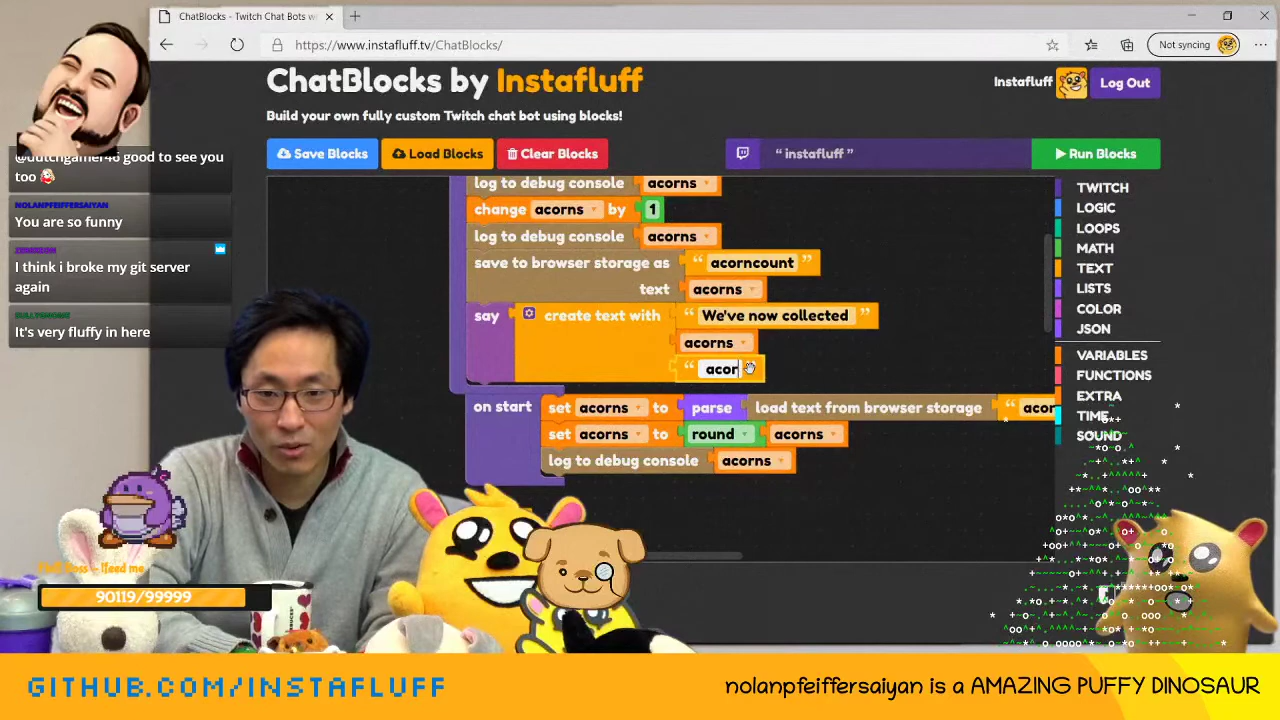 ChatBlocks - Twitch Chat Bots w
https://www.instafluff.tv/ChatBlocks/
Not syncing
ChatBlocks by Instafluff
Instafluff
Log Out
Build your own fully custom Twitch chat bot using blocks!
Save Blocks
Load Blocks
Clear Blocks
“ instafluff ”
Run Blocks
@dutchgamer46 good to see you
too
NOLANPFEIFFERSAIYAN
You are so funny
I think i broke my git server
again
It's very fluffy in here
log to debug console acorns
change acorns by 1
log to debug console acorns
save to browser storage as “ acorncount ”
text acorns
say create text with “ We've now collected ”
acorns
“ acor
on start set acorns to parse load text from browser storage “ acor
set acorns to round acorns
log to debug console acorns
TWITCH
LOGIC
LOOPS
MATH
TEXT
LISTS
COLOR
JSON
VARIABLES
FUNCTIONS
EXTRA
TIME
SOUND
90119/99999
GITHUB.COM/INSTAFLUFF
nolanpfeiffersaiyan is a AMAZING PUFFY DINOSAUR